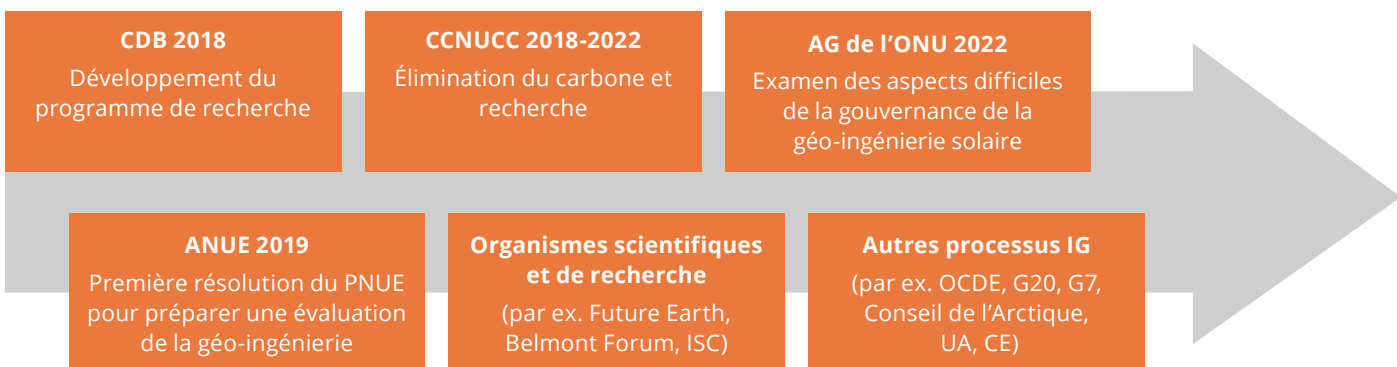 CDB 2018
Développement du
programme de recherche
CCNUCC 2018-2022
Élimination du carbone et
recherche
AG de l’ONU 2022
Examen des aspects difficiles
de la gouvernance de la
géo-ingénierie solaire
ANUE 2019
Première résolution du PNUE
pour préparer une évaluation
de la géo-ingénierie
Organismes scientifiques
et de recherche
(par ex. Future Earth,
Belmont Forum, ISC)
Autres processus IG
(par ex. OCDE, G20, G7,
Conseil de l’Arctique,
UA, CE)